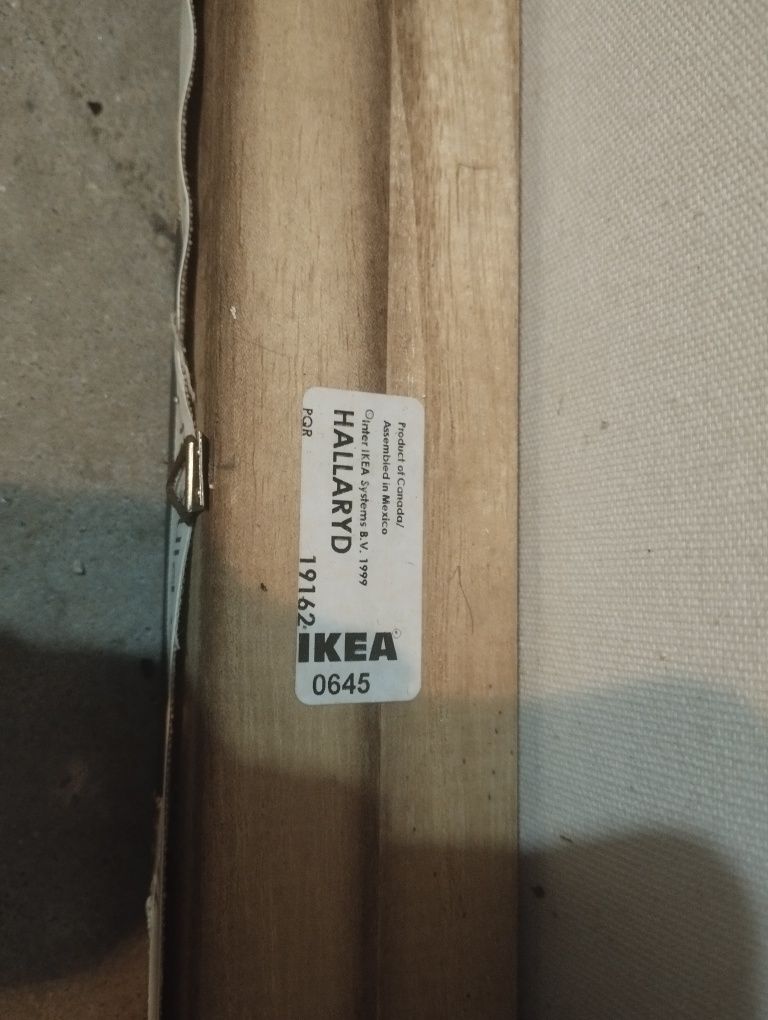 Product of Canada/
Assembled in Mexico
©Inter IKEA Systems B.V. 1999
HALLARYD
PQR
19162
IKEA®
0645